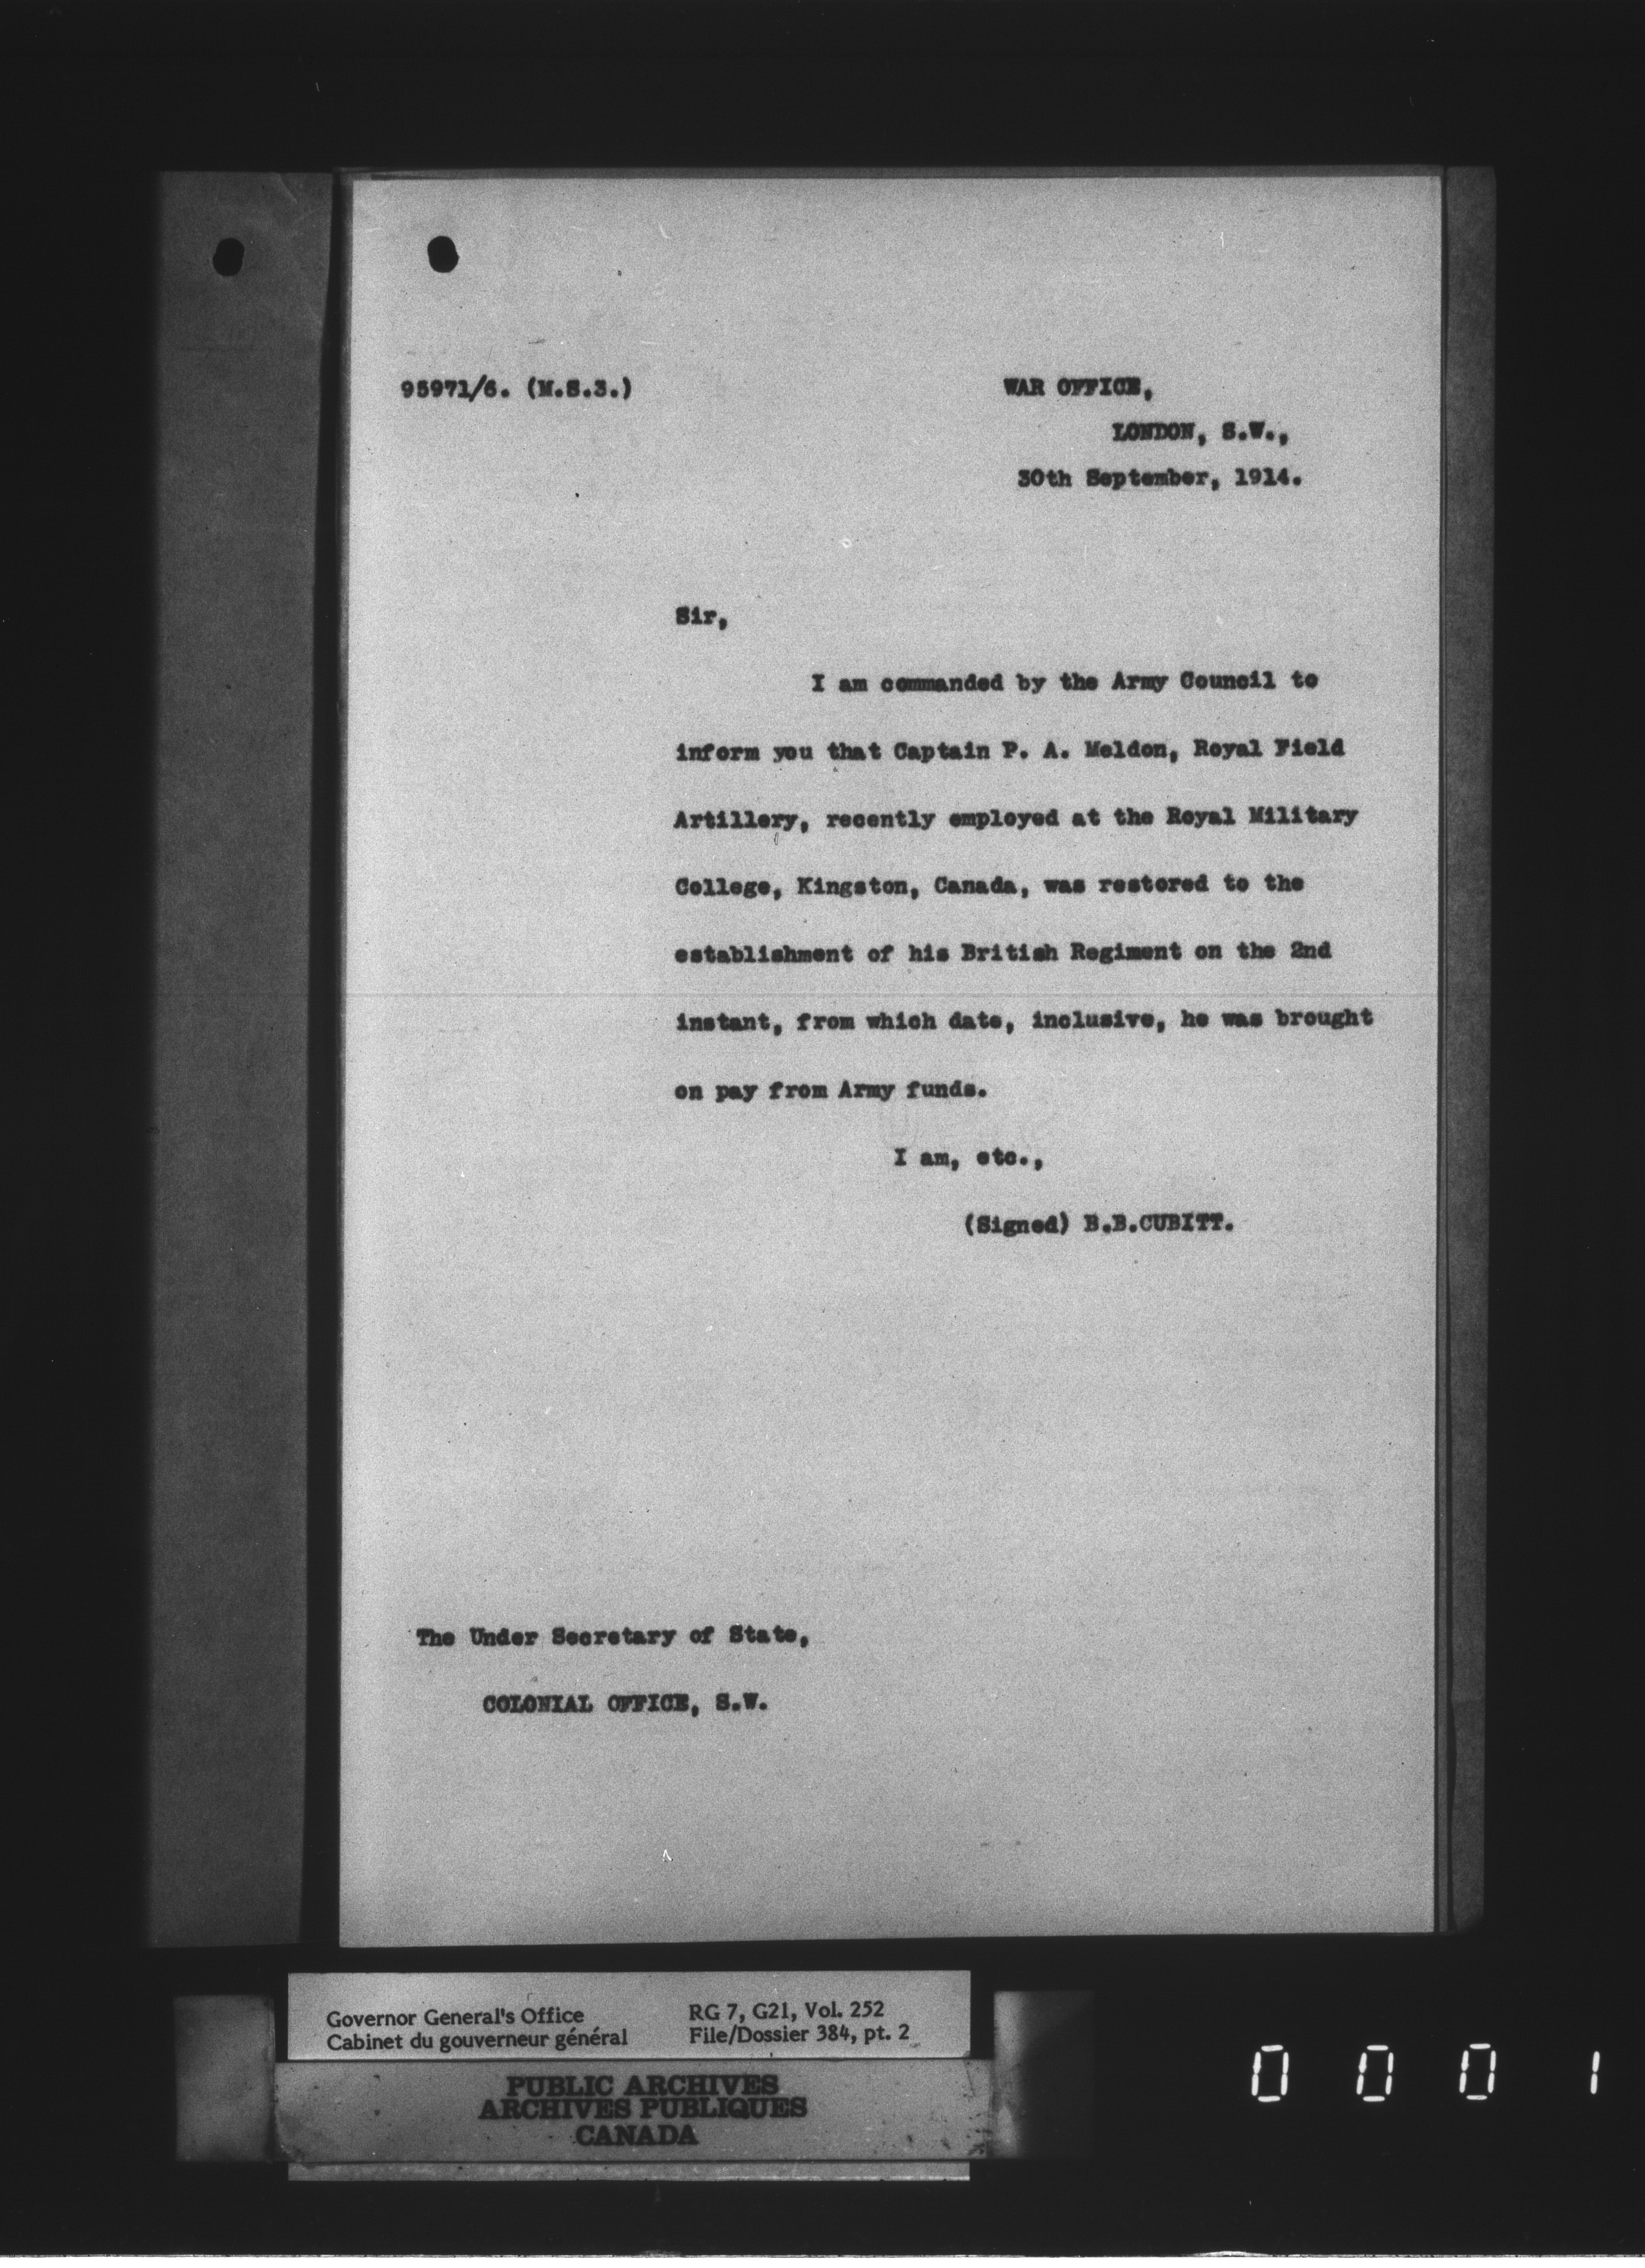 95971/6. (M.S.3.)
WAR OFFICE,
LONDON, S.W.,
30th September, 1914.
Sir,
I am commanded by the Army Council to
inform you that Captain P. A. Meldon, Royal Field
Artillery, recently employed at the Royal Military
College, Kingston, Canada, was restored to the
establishment of his British Regiment on the 2nd
instant, from which date, inclusive, he was brought
on pay from Army funds.
I am, etc.,
(Signed) B.B.CUBITT.
The Under Secretary of State,
COLONIAL OFFICE, S.W.
Governor General's Office
Cabinet du gouverneur général
RG 7, G21, Vol. 252
File/Dossier 384, pt. 2
PUBLIC ARCHIVES
ARCHIVES PUBLIQUES
CANADA
0001